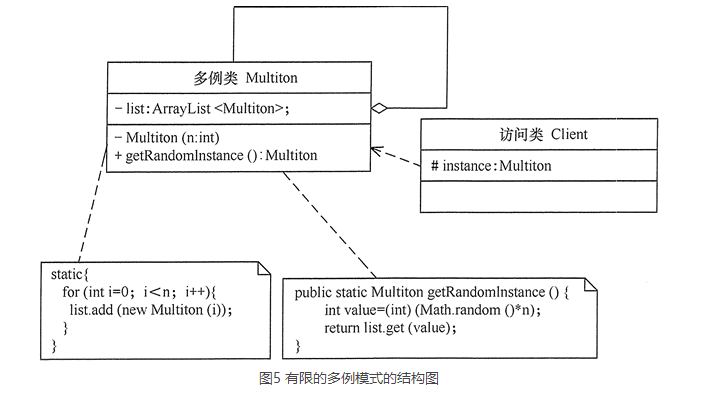 多例类 Multiton
- list:ArrayList <Multiton>;
- Multiton (n:int)
+ getRandomInstance ():Multiton
访问类 Client
# instance:Multiton
static{
for (int i=0; i<n; i++){
list.add (new Multiton (i));
}
}
public static Multiton getRandomInstance () {
int value=(int) (Math.random ()*n);
return list.get (value);
}
图5 有限的多例模式的结构图